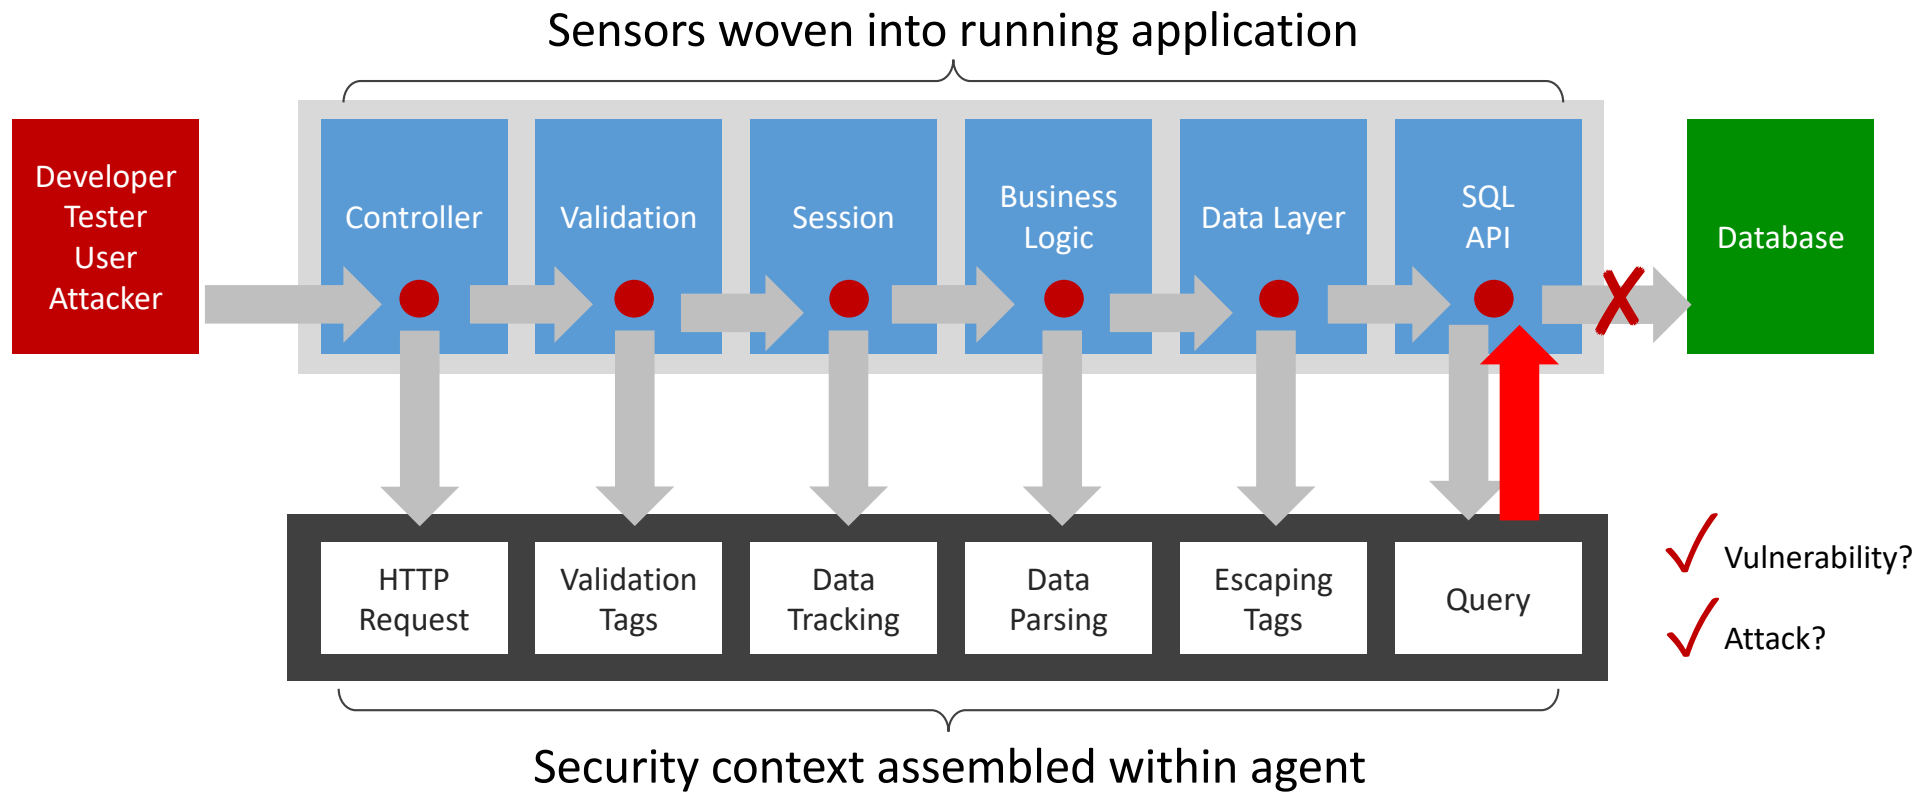 Sensors woven into running application
Developer
Tester
User
Attacker
Controller
Validation
Session
Business
Logic
Data Layer
SQL
API
Database
HTTP
Request
Validation
Tags
Data
Tracking
Data
Parsing
Escaping
Tags
Query
Vulnerability?
Attack?
Security context assembled within agent